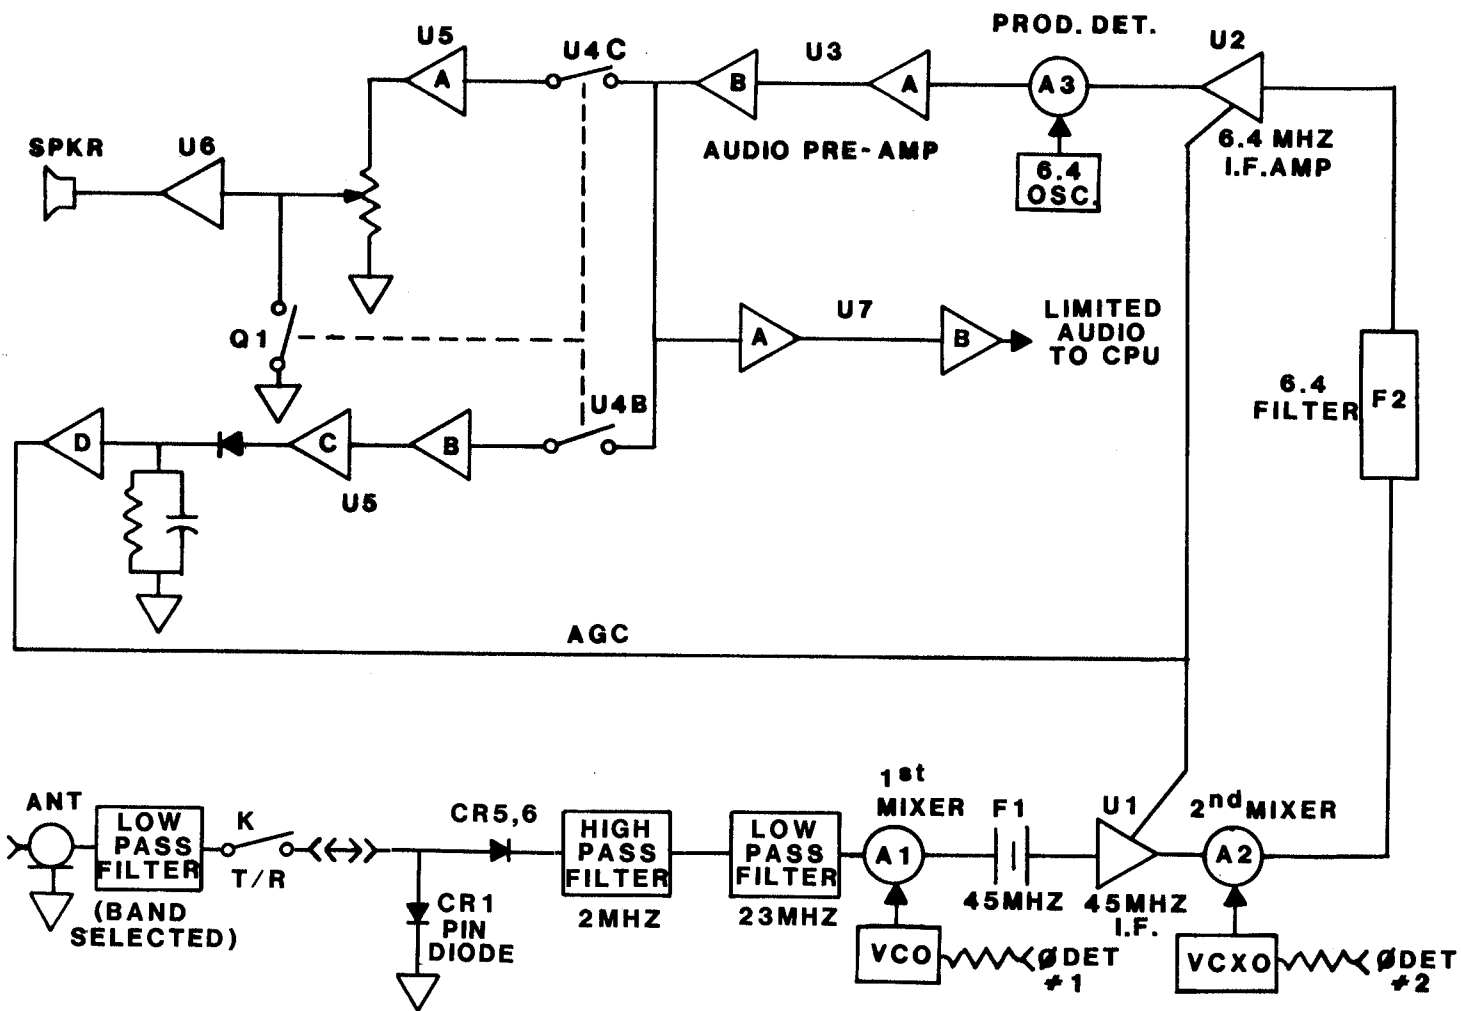 PROD. DET.
U5
U4C
U3
U2
A
B
A
A3
AUDIO PRE-AMP
6.4 MHZ
I.F.AMP
6.4
OSC.
SPKR
U6
Q1
U7
A
B
LIMITED
AUDIO
TO CPU
6.4
FILTER
F2
U4B
D
C
B
U5
AGC
ANT
LOW
PASS
FILTER
(BAND
SELECTED)
K
T/R
CR5,6
CR1
PIN
DIODE
HIGH
PASS
FILTER
2MHZ
LOW
PASS
FILTER
23MHZ
1st
MIXER
A1
VCO
ØDET
≠1
F1
45MHZ
U1
45MHZ
I.F.
2nd MIXER
A2
VCXO
ØDET
≠2